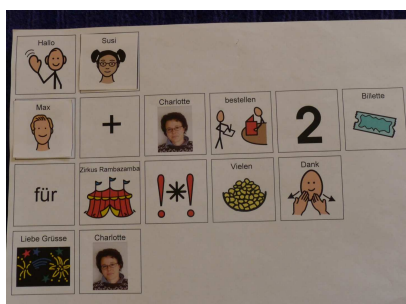 Hallo Susi
Max + Charlotte bestellen 2 Billette
für Zirkus Rambazamba !*! Vielen Dank
Liebe Grüsse Charlotte